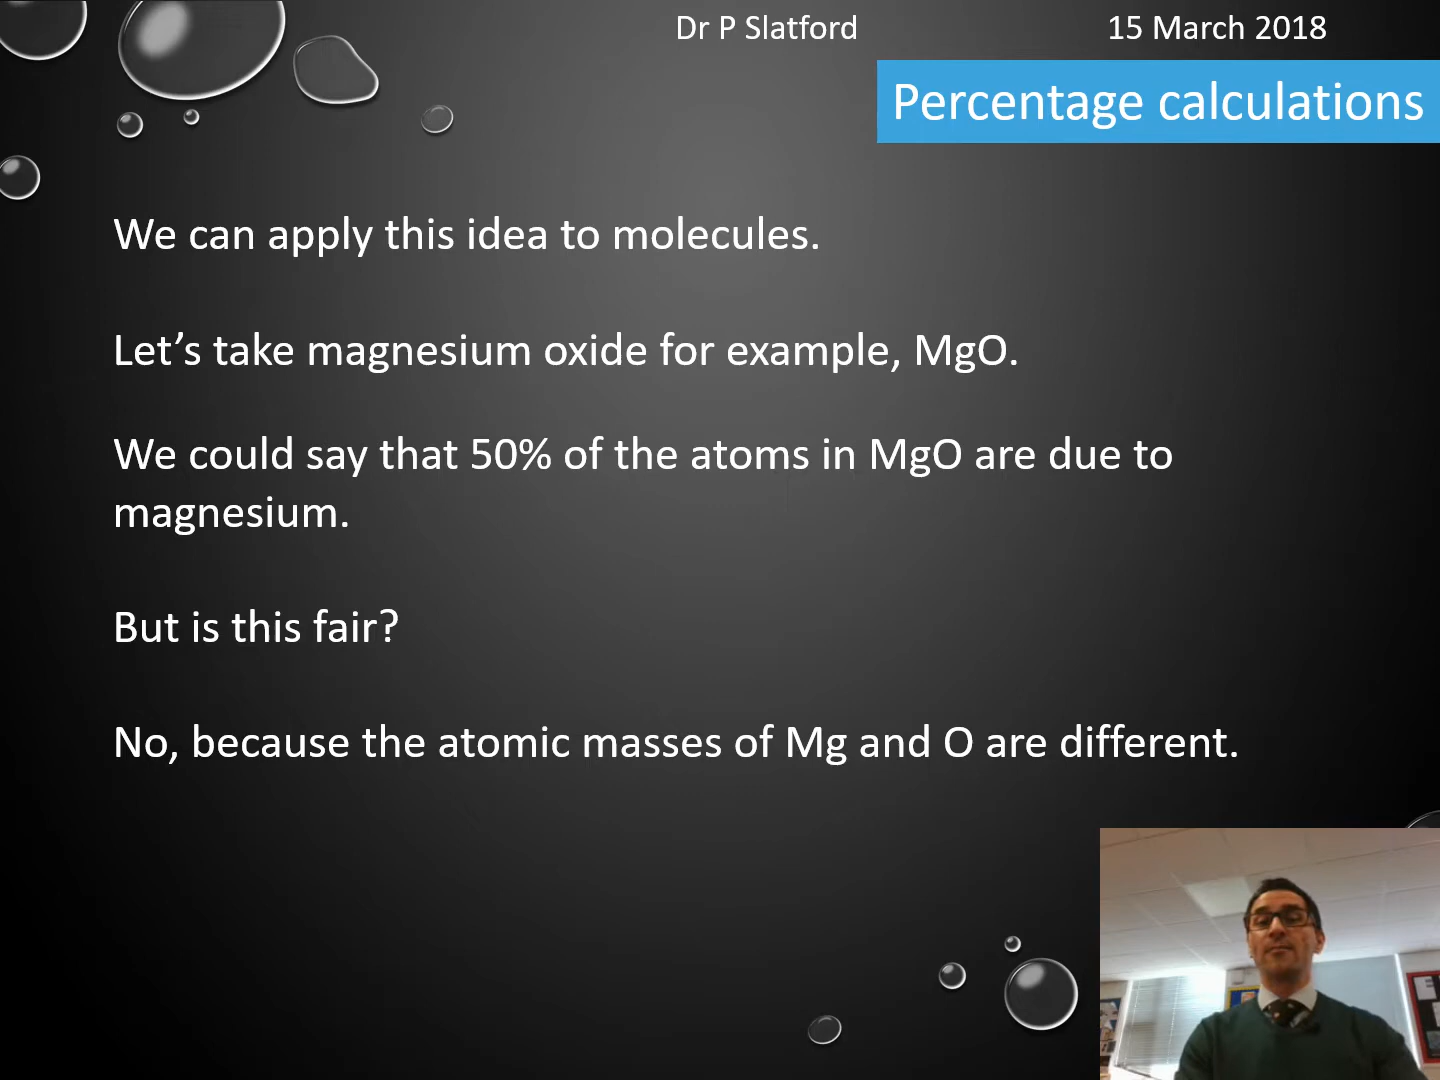 Dr P Slatford
15 March 2018
Percentage calculations
We can apply this idea to molecules.
Let’s take magnesium oxide for example, MgO.
We could say that 50% of the atoms in MgO are due to
magnesium.
But is this fair?
No, because the atomic masses of Mg and O are different.